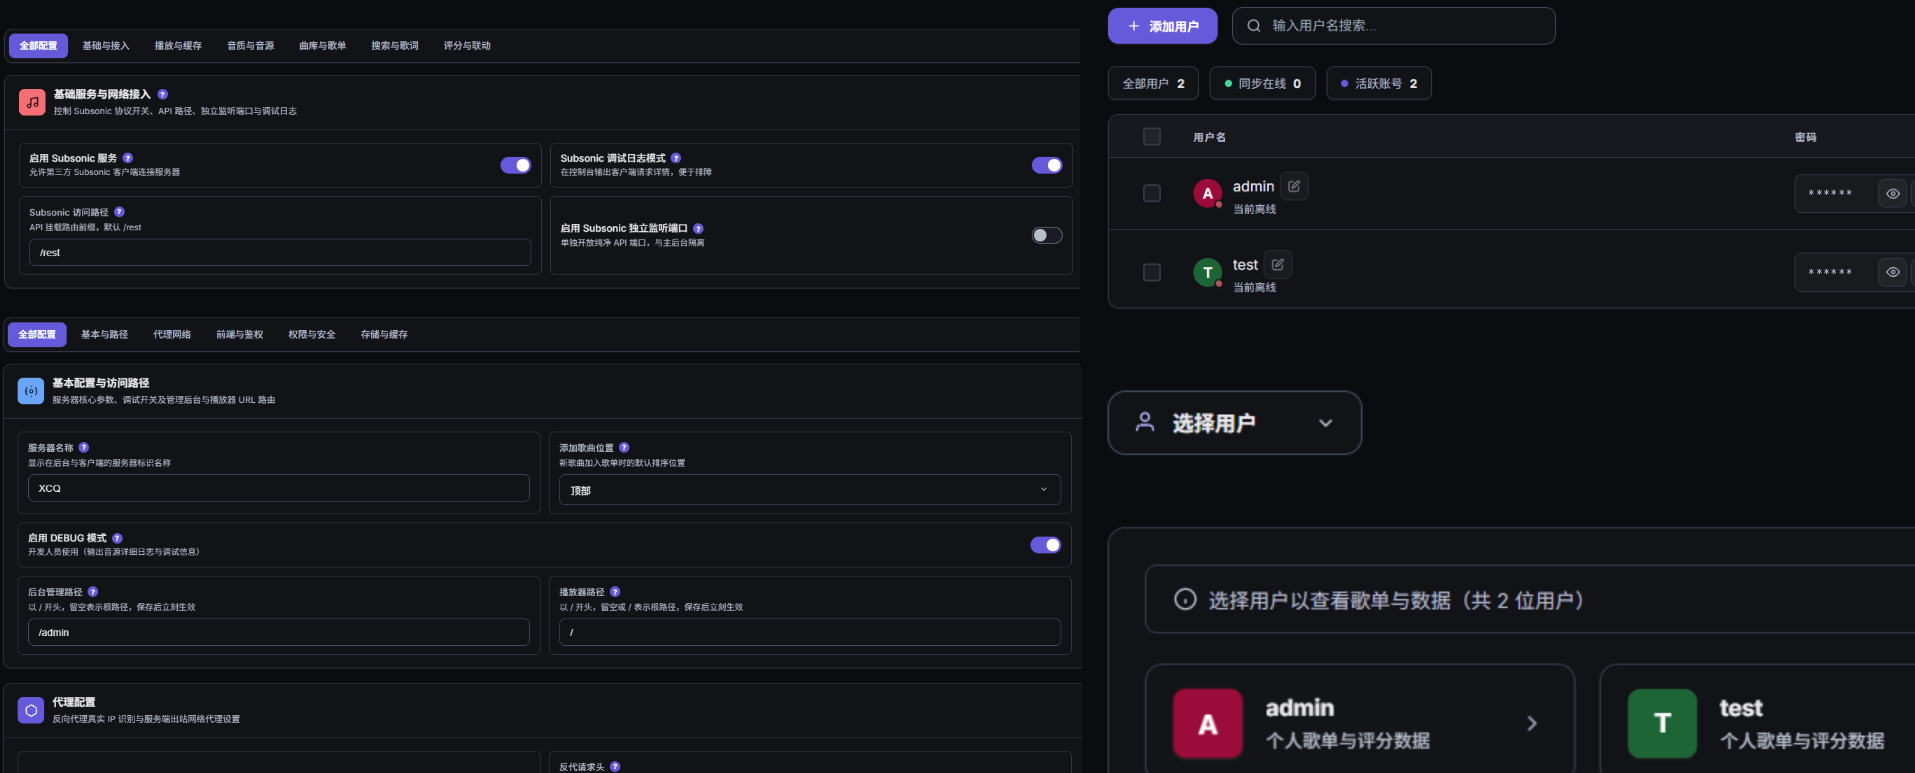 全部配置 基础与接入 播放与缓存 音质与音源 曲库与歌单 搜索与歌词 评分与联动
基础服务与网络接入 ?
控制 Subsonic 协议开关、API 路径、独立监听端口与调试日志
启用 Subsonic 服务 ?
允许第三方 Subsonic 客户端连接服务器
Subsonic 调试日志模式 ?
在控制台输出客户端请求详情，便于排障
Subsonic 访问路径 ?
API 挂载路由前缀，默认 /rest
/rest
启用 Subsonic 独立监听端口 ?
单独开放纯净 API 端口，与主后台隔离
全部配置 基本与路径 代理网络 前端与鉴权 权限与安全 存储与缓存
基本配置与访问路径
服务器核心参数、调试开关及管理后台与播放器 URL 路由
服务器名称 ?
显示在后台与客户端的服务器标识名称
XCQ
添加歌曲位置 ?
新歌曲加入歌单时的默认排序位置
顶部
启用 DEBUG 模式 ?
开发人员使用（输出音源详细日志与调试信息）
后台管理路径 ?
以 / 开头，留空表示根路径，保存后立刻生效
/admin
播放器路径 ?
以 / 开头，留空或 / 表示根路径，保存后立刻生效
/
代理配置
反向代理真实 IP 识别与服务端出站网络代理设置
反代请求头 ?
+ 添加用户
输入用户名搜索...
全部用户 2
同步在线 0
活跃账号 2
用户名 密码
A
admin
当前离线
******
T
test
当前离线
******
选择用户
选择用户以查看歌单与数据（共 2 位用户）
A
admin
个人歌单与评分数据
T
test
个人歌单与评分数据